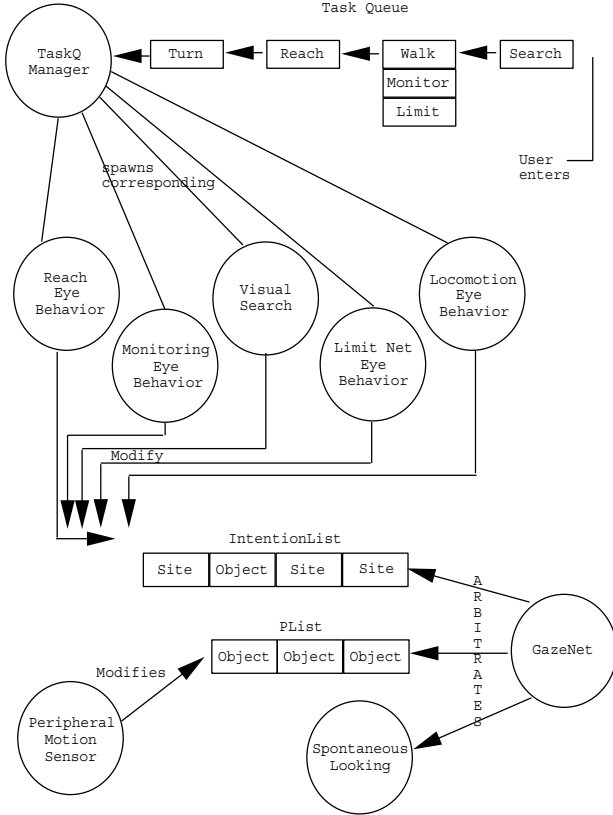 Task Queue
TaskQ
Manager
Turn
Reach
Walk
Search
Monitor
Limit
User
enters
spawns
corresponding
Reach
Eye
Behavior
Monitoring
Eye
Behavior
Visual
Search
Limit Net
Eye
Behavior
Locomotion
Eye
Behavior
Modify
IntentionList
Site
Object
Site
Site
ARBITRATES
PList
Object
Object
Object
GazeNet
Modifies
Peripheral
Motion
Sensor
Spontaneous
Looking